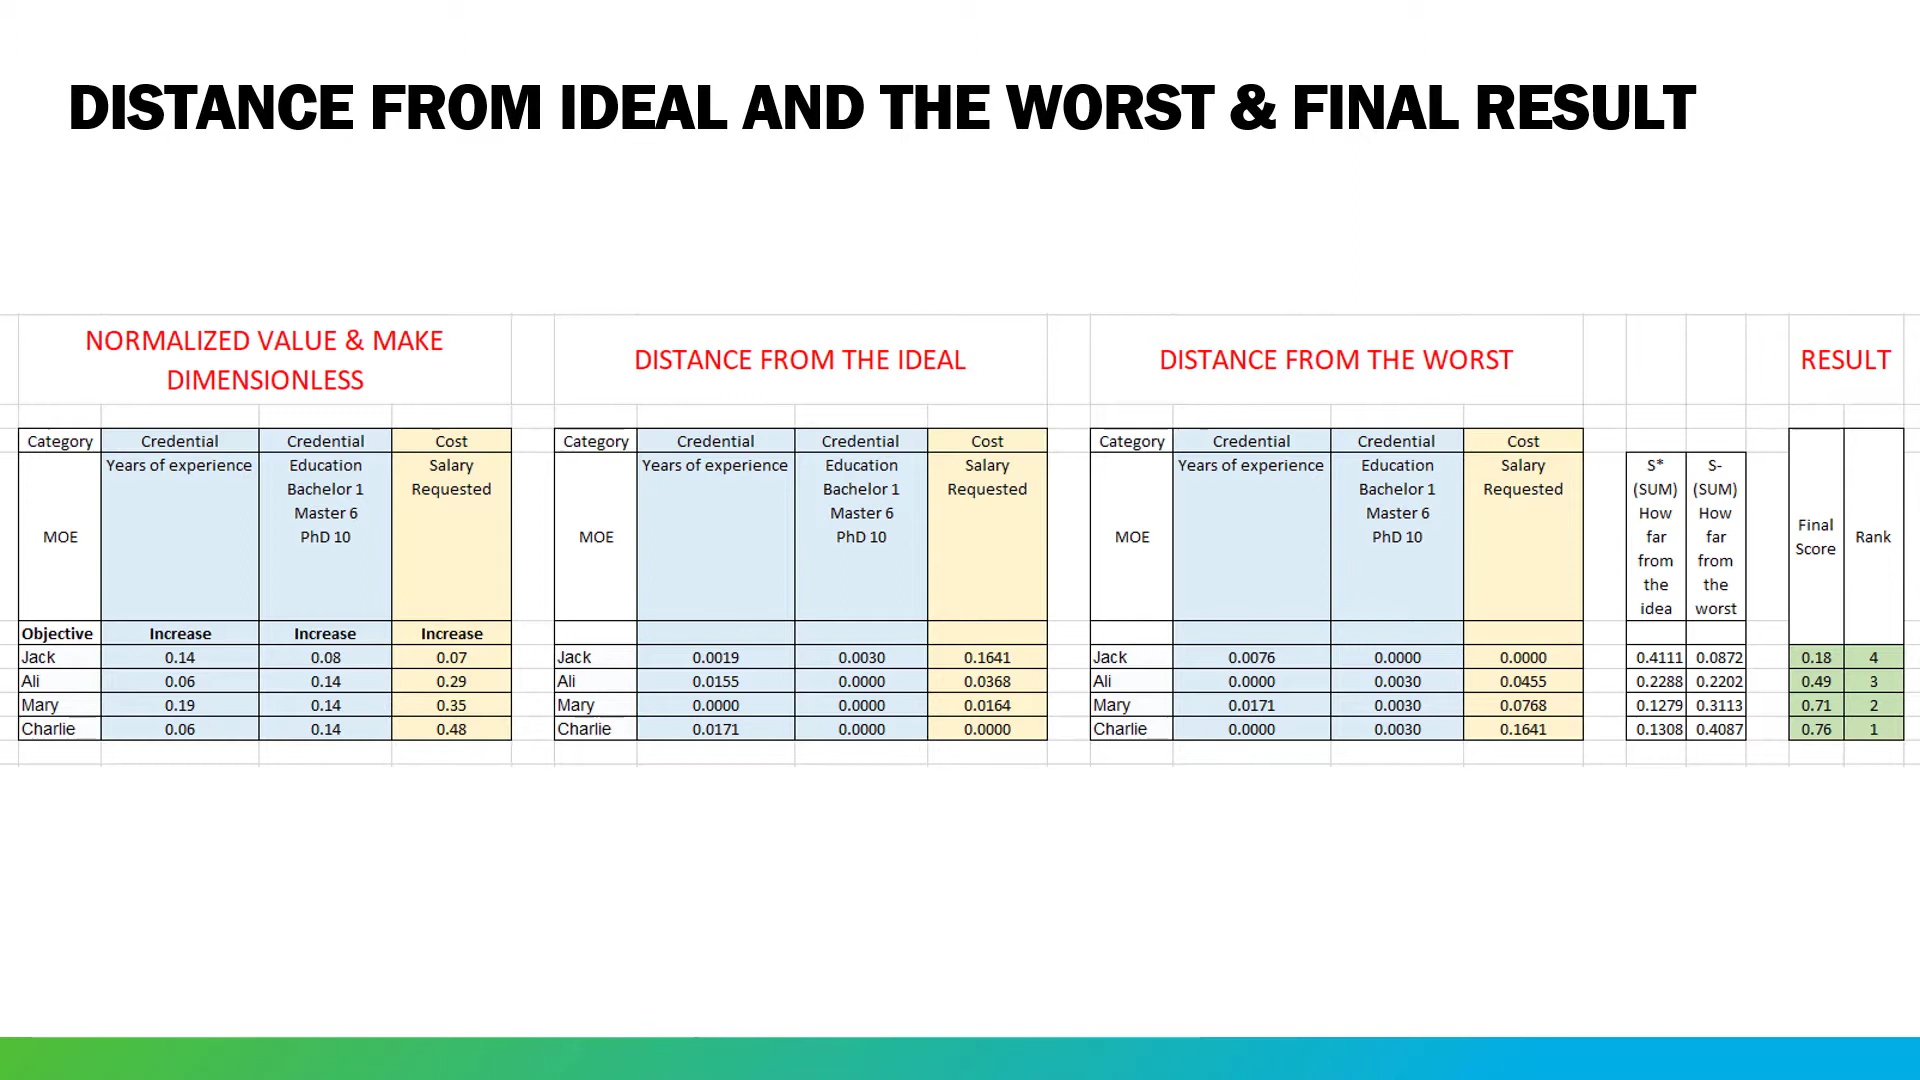 DISTANCE FROM IDEAL AND THE WORST & FINAL RESULT
NORMALIZED VALUE & MAKE
DIMENSIONLESS
Category Credential Credential Cost
MOE Years of experience Education Salary
Bachelor 1 Requested
Master 6
PhD 10
Objective Increase Increase Increase
Jack 0.14 0.08 0.07
Ali 0.06 0.14 0.29
Mary 0.19 0.14 0.35
Charlie 0.06 0.14 0.48
DISTANCE FROM THE IDEAL
Category Credential Credential Cost
MOE Years of experience Education Salary
Bachelor 1 Requested
Master 6
PhD 10
Jack 0.0019 0.0030 0.1641
Ali 0.0155 0.0000 0.0368
Mary 0.0000 0.0000 0.0164
Charlie 0.0171 0.0000 0.0000
DISTANCE FROM THE WORST
Category Credential Credential Cost
MOE Years of experience Education Salary
Bachelor 1 Requested
Master 6
PhD 10
Jack 0.0076 0.0000 0.0000
Ali 0.0000 0.0030 0.0455
Mary 0.0171 0.0030 0.0768
Charlie 0.0000 0.0030 0.1641
S* S-
(SUM) (SUM)
How How
far far
from from
the the
idea worst
0.4111 0.0872
0.2288 0.2202
0.1279 0.3113
0.1308 0.4087
RESULT
Final
Score Rank
0.18 4
0.49 3
0.71 2
0.76 1